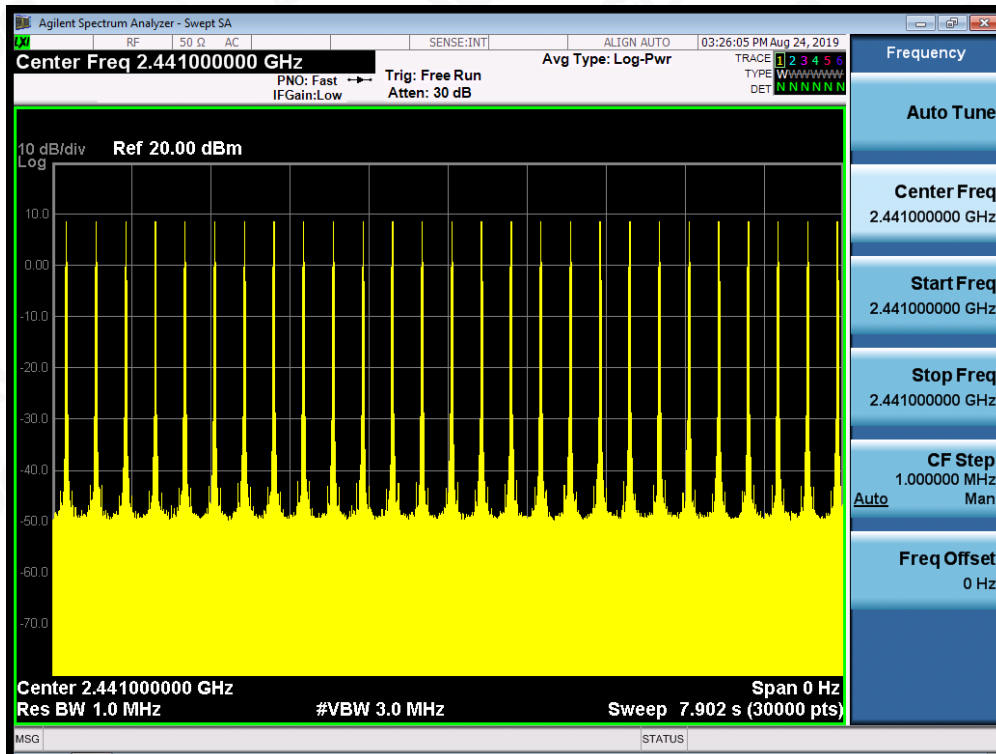 Agilent Spectrum Analyzer - Swept SA
LXI RF 50 Ω AC SENSE:INT ALIGN AUTO 03:26:05 PM Aug 24, 2019
Center Freq 2.441000000 GHz
PNO: Fast
IFGain:Low
Trig: Free Run
Atten: 30 dB
Avg Type: Log-Pwr
TRACE 1 2 3 4 5 6
TYPE WWWWWWW
DET N N N N N N
10 dB/div Ref 20.00 dBm
Log
10.0
0.00
-10.0
-20.0
-30.0
-40.0
-50.0
-60.0
-70.0
Center 2.441000000 GHz Span 0 Hz
Res BW 1.0 MHz #VBW 3.0 MHz Sweep 7.902 s (30000 pts)
MSG STATUS
Frequency
Auto Tune
Center Freq
2.441000000 GHz
Start Freq
2.441000000 GHz
Stop Freq
2.441000000 GHz
CF Step
1.000000 MHz
Auto Man
Freq Offset
0 Hz